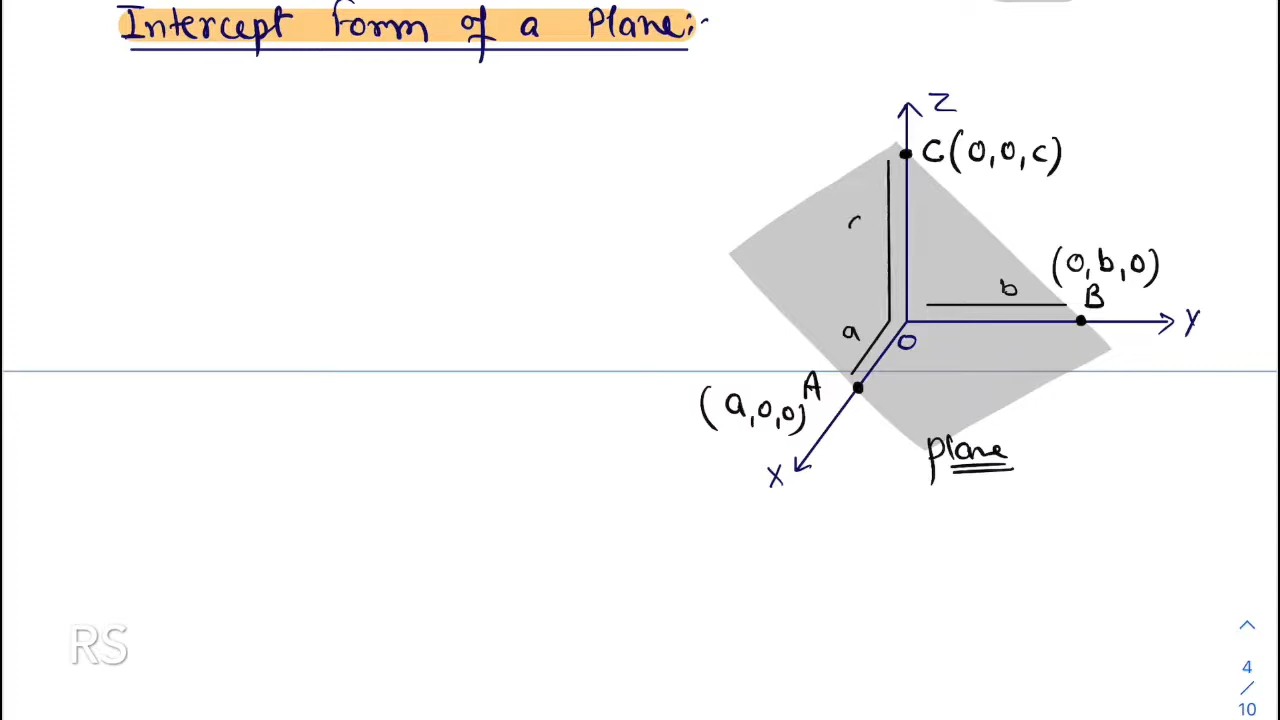 Intercept form of a Plane:-
Z
C(0,0,c)
c
(0,b,0)
b
B
Y
a
O
A
(a,0,0)
plane
X
RS
4
/
10